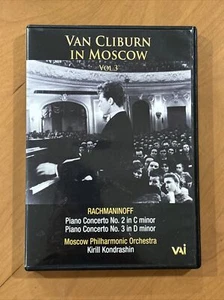 VAN CLIBURN
IN MOSCOW
VOL.3
RACHMANINOFF
Piano Concerto No. 2 in C minor
Piano Concerto No. 3 in D minor
Moscow Philharmonic Orchestra
Kirill Kondrashin
VAI